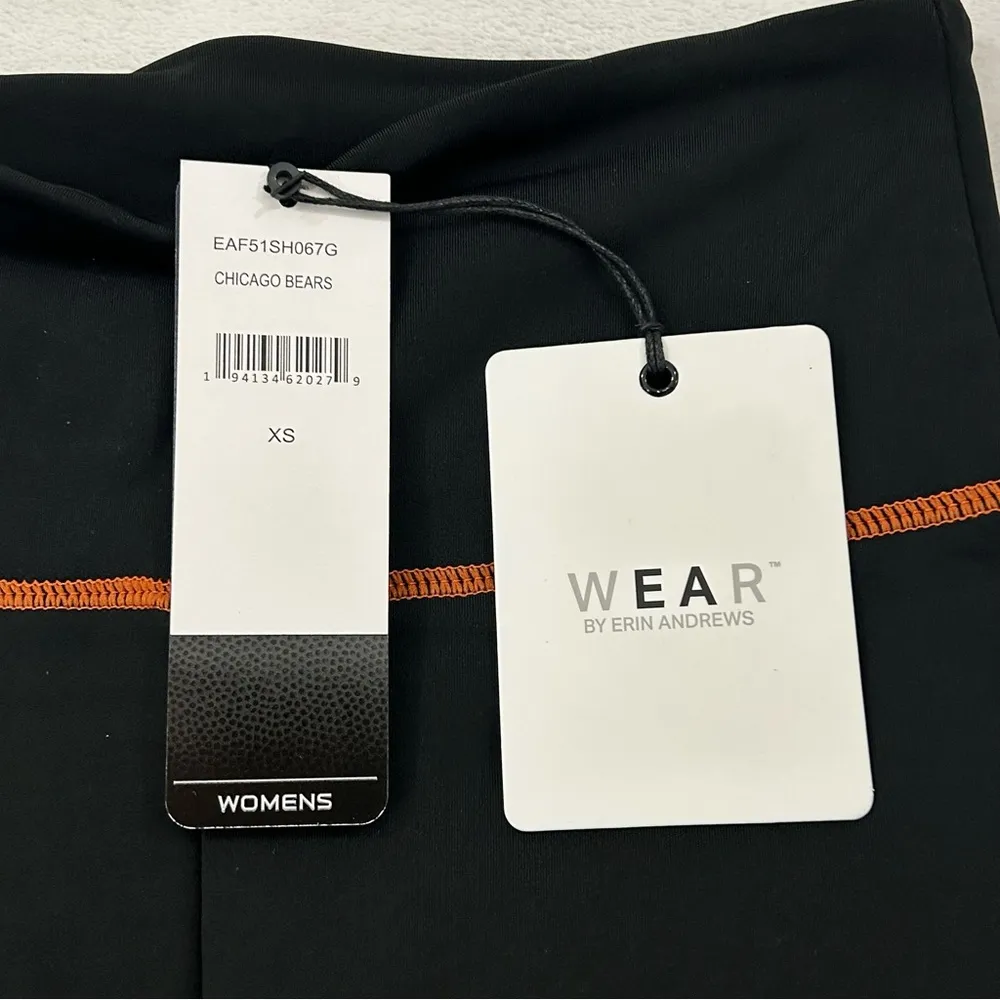 EAF51SH067G
CHICAGO BEARS
1 94134 62027 9
XS
WOMENS
WEAR™
BY ERIN ANDREWS